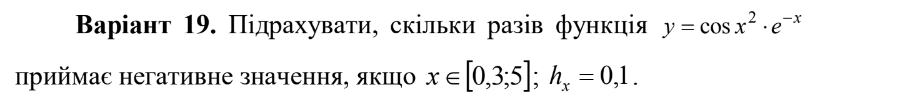 Варіант 19. Підрахувати, скільки разів функція y = cos x² · e⁻ˣ
приймає негативне значення, якщо x ∈ [0,3;5]; hₓ = 0,1.